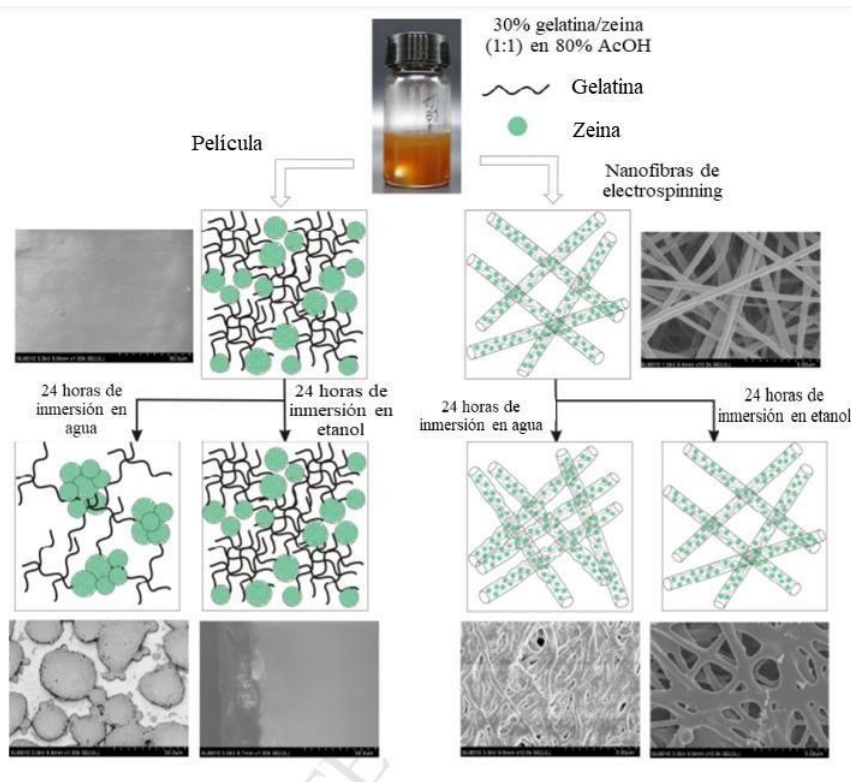 30% gelatina/zeina
(1:1) en 80% AcOH
Gelatina
Zeina
Película
Nanofibras de
electrospinning
24 horas de
inmersión en
agua
24 horas de
inmersión en
etanol
24 horas de
inmersión en agua
24 horas de
inmersión en etanol